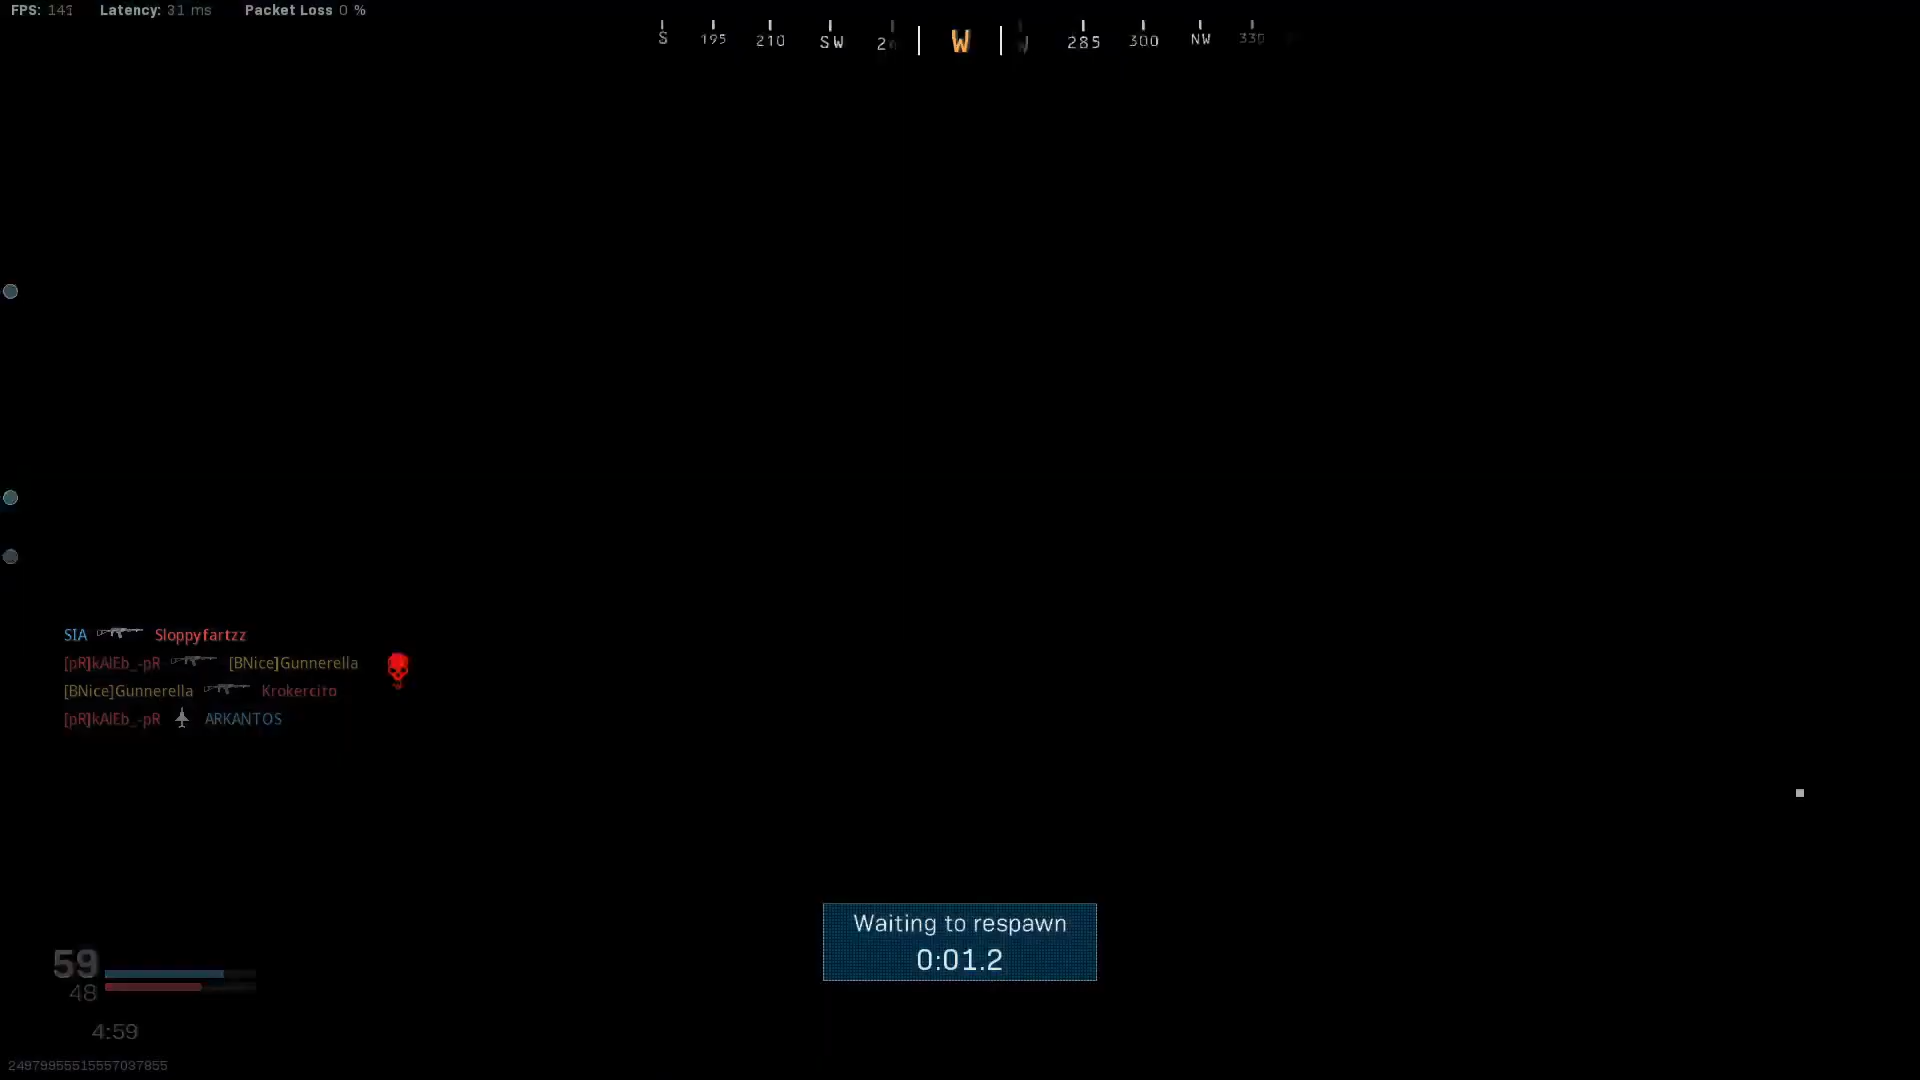 FPS: 141 Latency: 31 ms Packet Loss 0 %
S 195 210 SW W 285 300 NW 330
SIA Sloppyfartzz
[pR]kAlEb_-pR [BNice]Gunnerella
[BNice]Gunnerella Krokercito
[pR]kAlEb_-pR ARKANTOS
Waiting to respawn
0:01.2
59
48
4:59
24979955515557037855